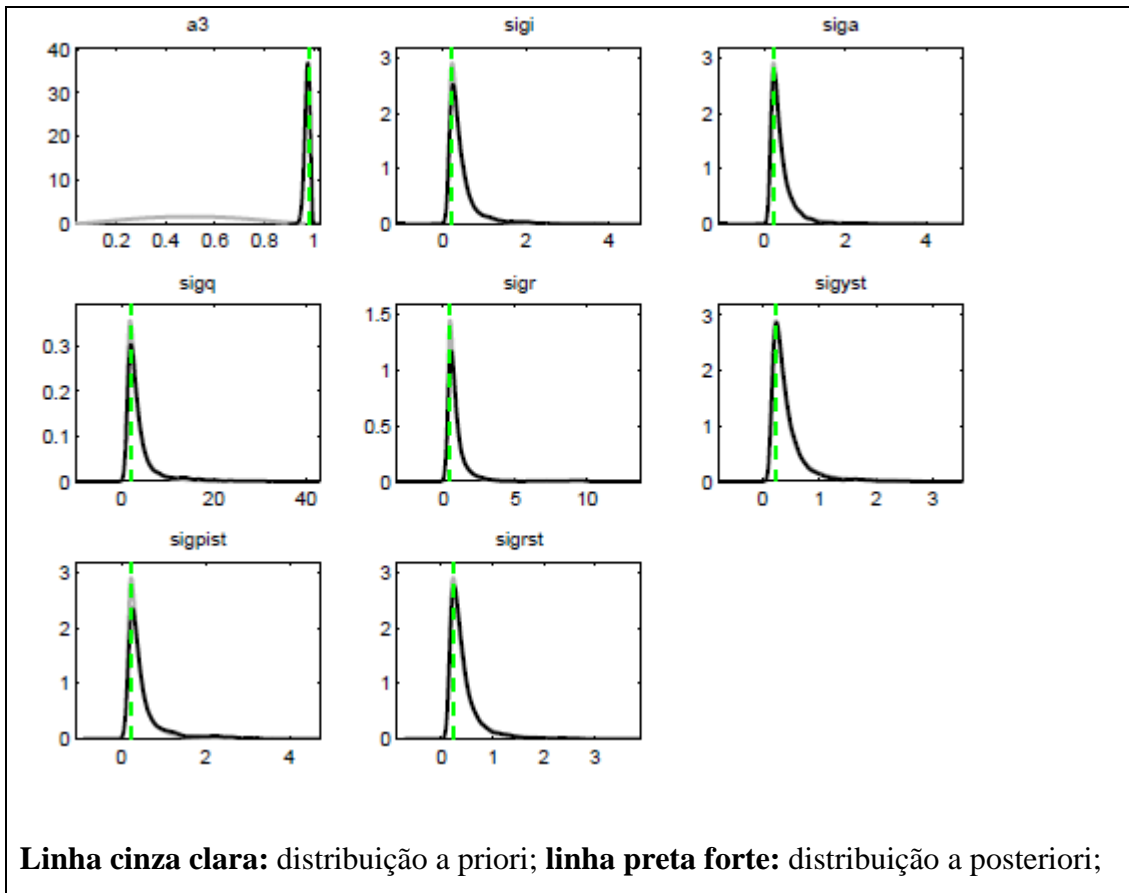 a3 sigi siga
40
30
20
10
0
0.2 0.4 0.6 0.8 1
3
2
1
0
0 2 4
3
2
1
0
0 2 4
sigq sigr sigyst
0.3
0.2
0.1
0
0 20 40
1.5
1
0.5
0
0 5 10
3
2
1
0
0 1 2 3
sigpist sigrst
3
2
1
0
0 2 4
3
2
1
0
0 1 2 3
Linha cinza clara: distribuição a priori; linha preta forte: distribuição a posteriori;